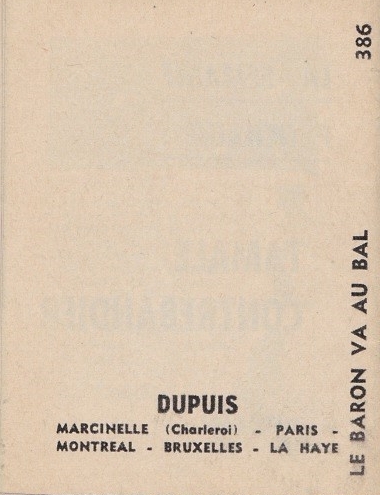 DUPUIS
MARCINELLE (Charleroi) - PARIS -
MONTREAL - BRUXELLES - LA HAYE
LE BARON VA AU BAL 386